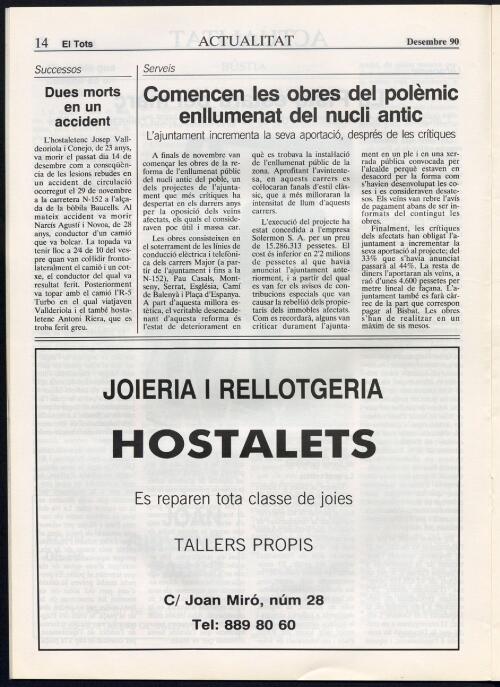 14 El Tots ACTUALITAT Desembre 90
Successos
Dues morts
en un
accident
L'hostaletenc Josep Vall-
deoriola i Conejo, de 23 anys,
va morir el passat dia 14 de
desembre com a conseqüèn-
cia de les lesions rebudes en
un accident de circulació
ocorregut el 29 de novembre
a la carretera N-152 a l'alça-
da de la bòbila Baucells. Al
mateix accident va morir
Narcís Agustí i Novoa, de 28
anys, conductor d'un camió
que va bolcar. La topada va
tenir lloc a 24 de 10 del ves-
pre quan van col·lidir fronto-
lateralment el camió i un cot-
xe, el conductor del qual va
resultat ferit. Posteriorment
va topar amb el camió l'R-5
Turbo en el qual viatjaven
Vallderiola i el també hosta-
letenc Antoni Riera, que es
troba ferit greu.
Serveis
Comencen les obres del polèmic
enllumenat del nucli antic
L'ajuntament incrementa la seva aportació, després de les crítiques
A finals de novembre van
començar les obres de la re-
forma de l'enllumenat públic
del nucli antic del poble, un
dels projectes de l'ajunta-
ment que més crítiques ha
despertat en els darrers anys
per la oposició dels veïns
afectats, els quals el conside-
raven poc útil i massa car.
Les obres consisteixen en
el soterrament de les línies de
conducció elèctrica i telefòni-
ca dels carrers Major (a par-
tir de l'ajuntament i fins a la
N-152), Pau Casals, Mont-
seny, Serrat, Església, Camí
de Balenyà i Plaça d'Espanya.
A part d'aquesta millora es-
tètica, el veritable desencade-
nant d'aquesta reforma és
l'estat de deteriorament en
què es trobava la instal·lació
de l'enllumenat públic de la
zona. Aprofitant l'avinente-
sa, en aquests carrers es
col·locaran fanals d'estil clàs-
sic, que a més milloraran la
intensitat de llum d'aquests
carrers.
L'execució del projecte ha
estat concedida a l'empresa
Solermon S. A. per un preu
de 15.286.313 pessetes. El
cost és inferior en 2'2 milions
de pessetes al que havia
anunciat l'ajuntament ante-
riorment, i a partir del qual
es van fer els avisos de con-
tribucions especials que van
causar la rebel·lió dels propie-
taris dels immobles afectats.
Com es recordarà, alguns van
criticar durament l'ajunta-
ment en un ple i en una xer-
rada pública convocada per
l'alcalde perquè estaven en
desacord per la forma com
s'havien desenvolupat les co-
ses i es consideraven desate-
sos. Els veïns van rebre l'avís
de pagament abans de ser in-
formats del contingut les
obres.
Finalment, les crítiques
dels afectats han obligat l'a-
juntament a incrementar la
seva aportació al projecte; del
33% que s'havia anunciat
passarà al 44%. La resta de
diners l'aportaran als veïns, a
raó d'unes 4.600 pessetes per
metre lineal de façana. L'a-
juntament també es farà càr-
rec de la part que correspon
pagar al Bisbat. Les obres
s'han de realitzar en un
màxim de sis mesos.
JOIERIA I RELLOTGERIA
HOSTALETS
Es reparen tota classe de joies
TALLERS PROPIS
C/ Joan Miró, núm 28
Tel: 889 80 60